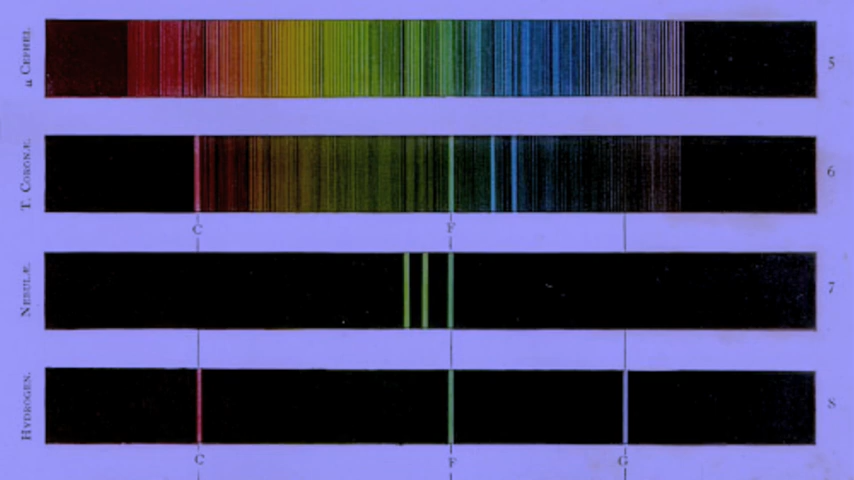 α CEPHEI.
5
T. CORONÆ.
6
C F
NEBULÆ.
7
HYDROGEN.
8
C F G